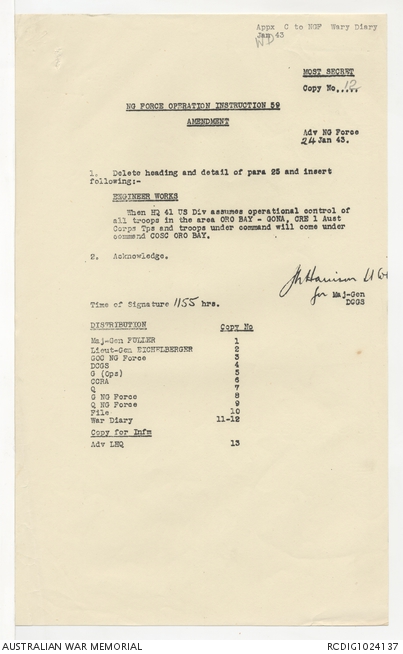 Appx C to NGF Wary Diary
Jan 43
WD
MOST SECRET
Copy No. 12
NG FORCE OPERATION INSTRUCTION 59
AMENDMENT
Adv NG Force
24 Jan 43.
1. Delete heading and detail of para 25 and insert
following:-
ENGINEER WORKS
When HQ 41 US Div assumes operational control of
all troops in the area ORO BAY - GONA, CRE 1 Aust
Corps Tps and troops under command will come under
command COSC ORO BAY.
2. Acknowledge.
Harrison Lt Col
for Maj-Gen
DCGS
Time of Signature 1155 hrs.
DISTRIBUTION Copy No
Maj-Gen FULLER 1
Lieut-Gen EICHELBERGER 2
GOC NG Force 3
DCGS 4
G (Ops) 5
CORA 6
Q 7
G NG Force 8
Q NG Force 9
File 10
War Diary 11-12
Copy for Infm
Adv LHQ 13
AUSTRALIAN WAR MEMORIAL
RCDIG1024137